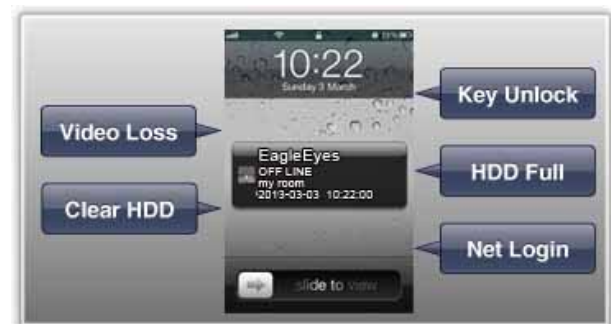 10:22
Sunday 3 March
Key Unlock
Video Loss
EagleEyes
OFF LINE
my room
2013-03-03 10:22:00
HDD Full
Clear HDD
Net Login
slide to view